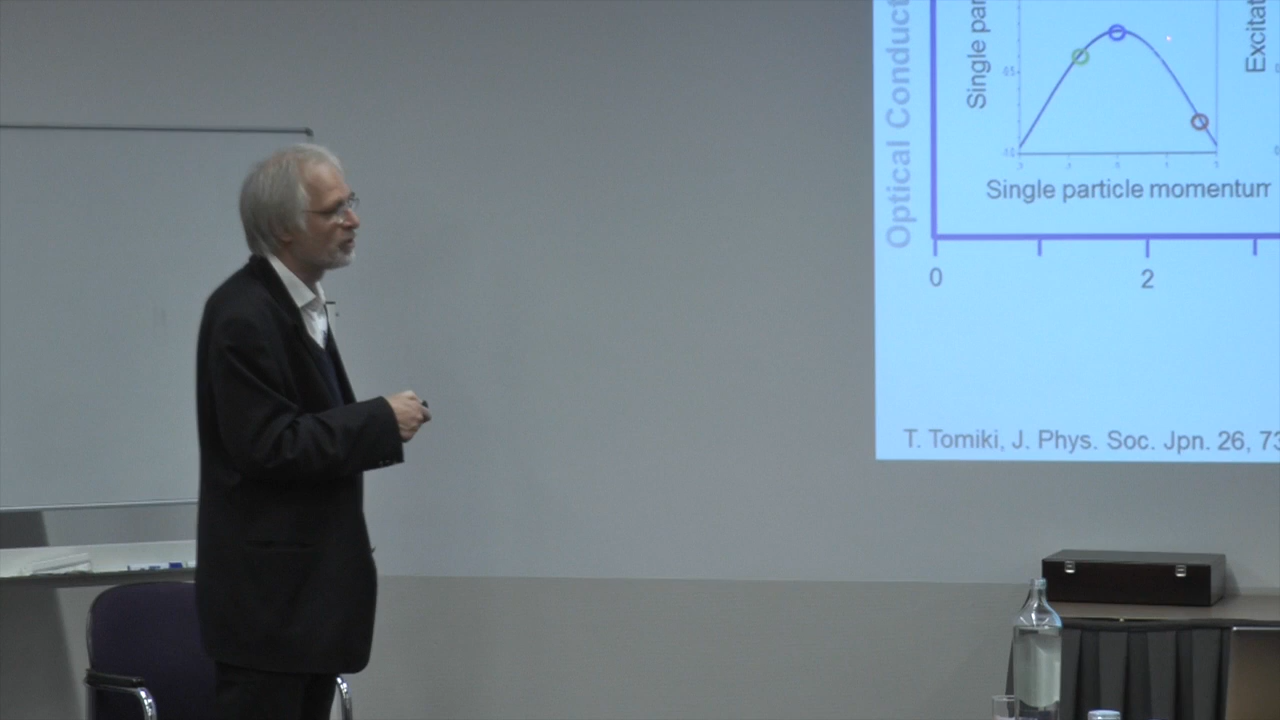 Optical Conduct
Single par
Excitat
Single particle momentum
0
2
T. Tomiki, J. Phys. Soc. Jpn. 26, 73